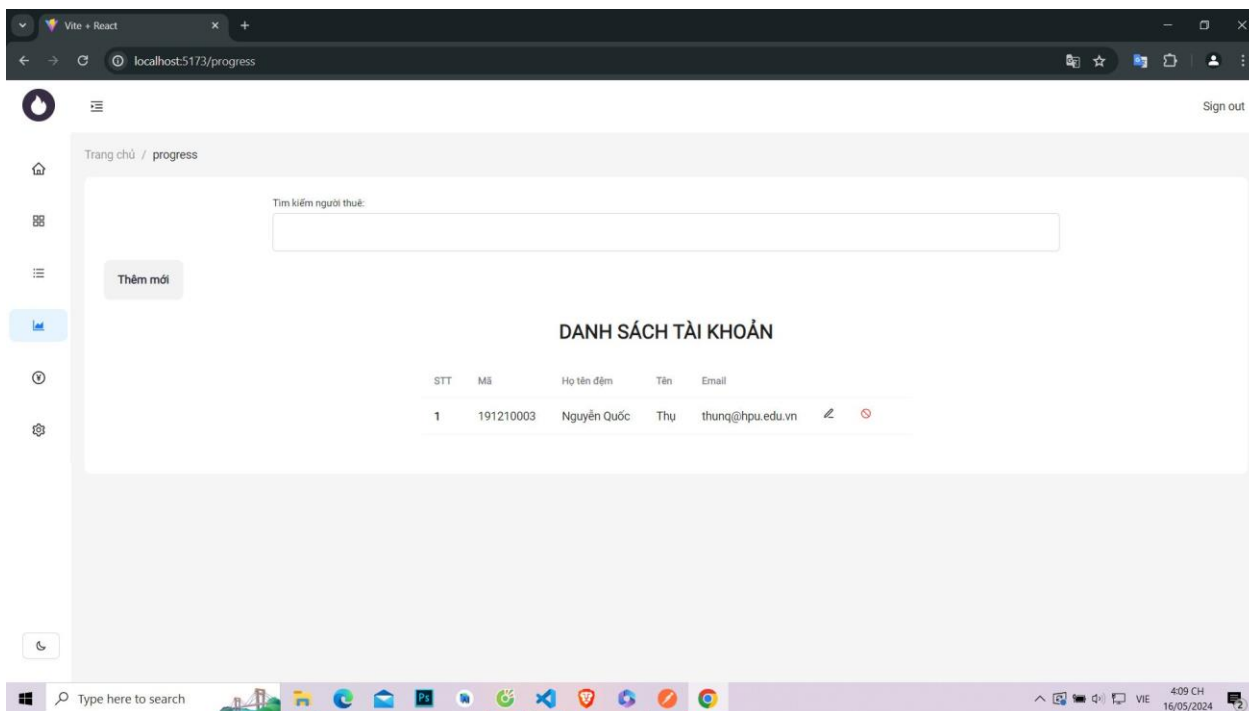 Vite + React
localhost:5173/progress
Sign out
Trang chủ / progress
Tìm kiếm người thuê:
Thêm mới
DANH SÁCH TÀI KHOẢN
STT Mã Họ tên đệm Tên Email
1 191210003 Nguyễn Quốc Thụ thunq@hpu.edu.vn
Type here to search
Ps
VIE
4:09 CH
16/05/2024
2